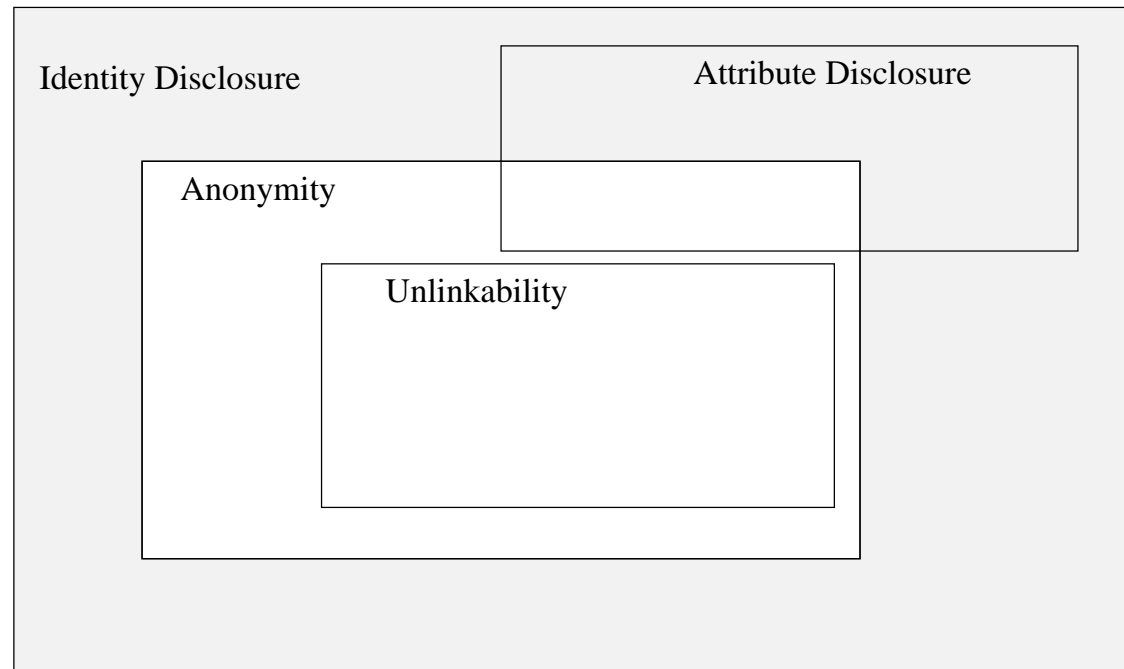 Identity Disclosure
Attribute Disclosure
Anonymity
Unlinkability